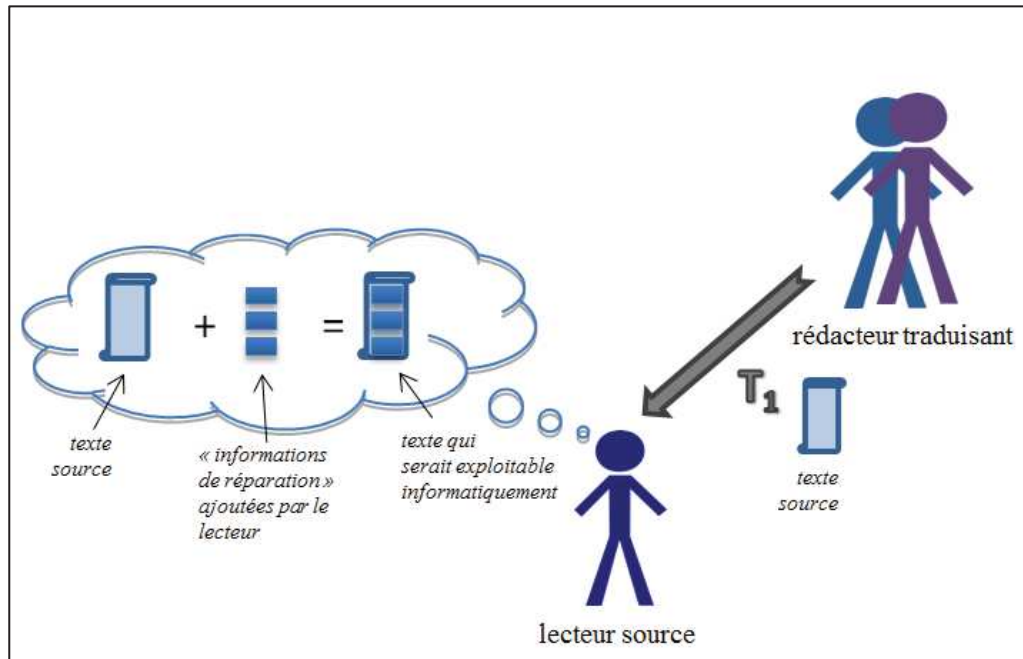 +
=
texte
source
« informations
de réparation »
ajoutées par le
lecteur
texte qui
serait exploitable
informatiquement
rédacteur traduisant
T1
texte
source
lecteur source